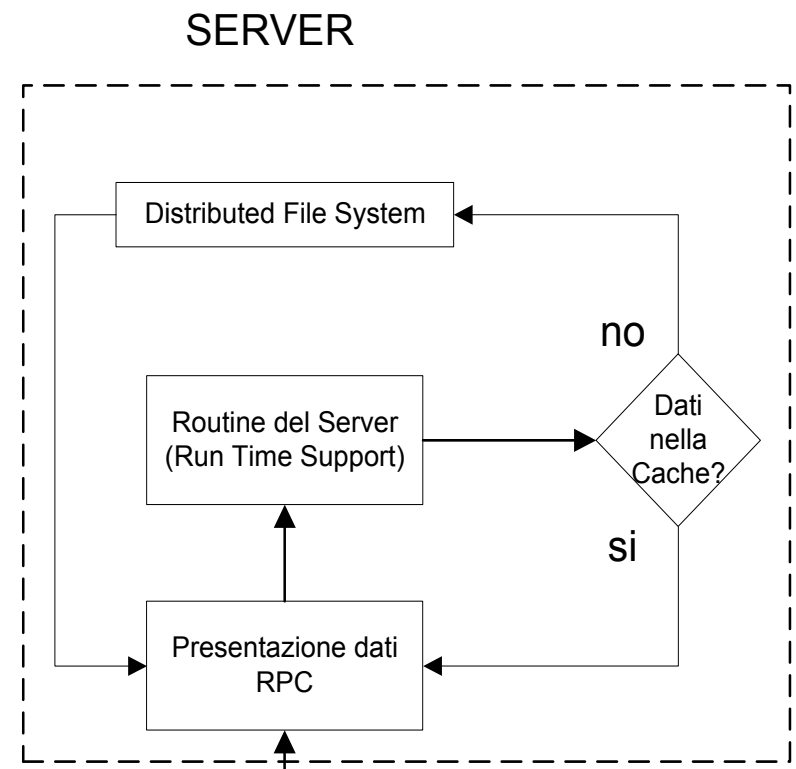 SERVER
Distributed File System
no
Routine del Server
(Run Time Support)
Dati
nella
Cache?
si
Presentazione dati
RPC